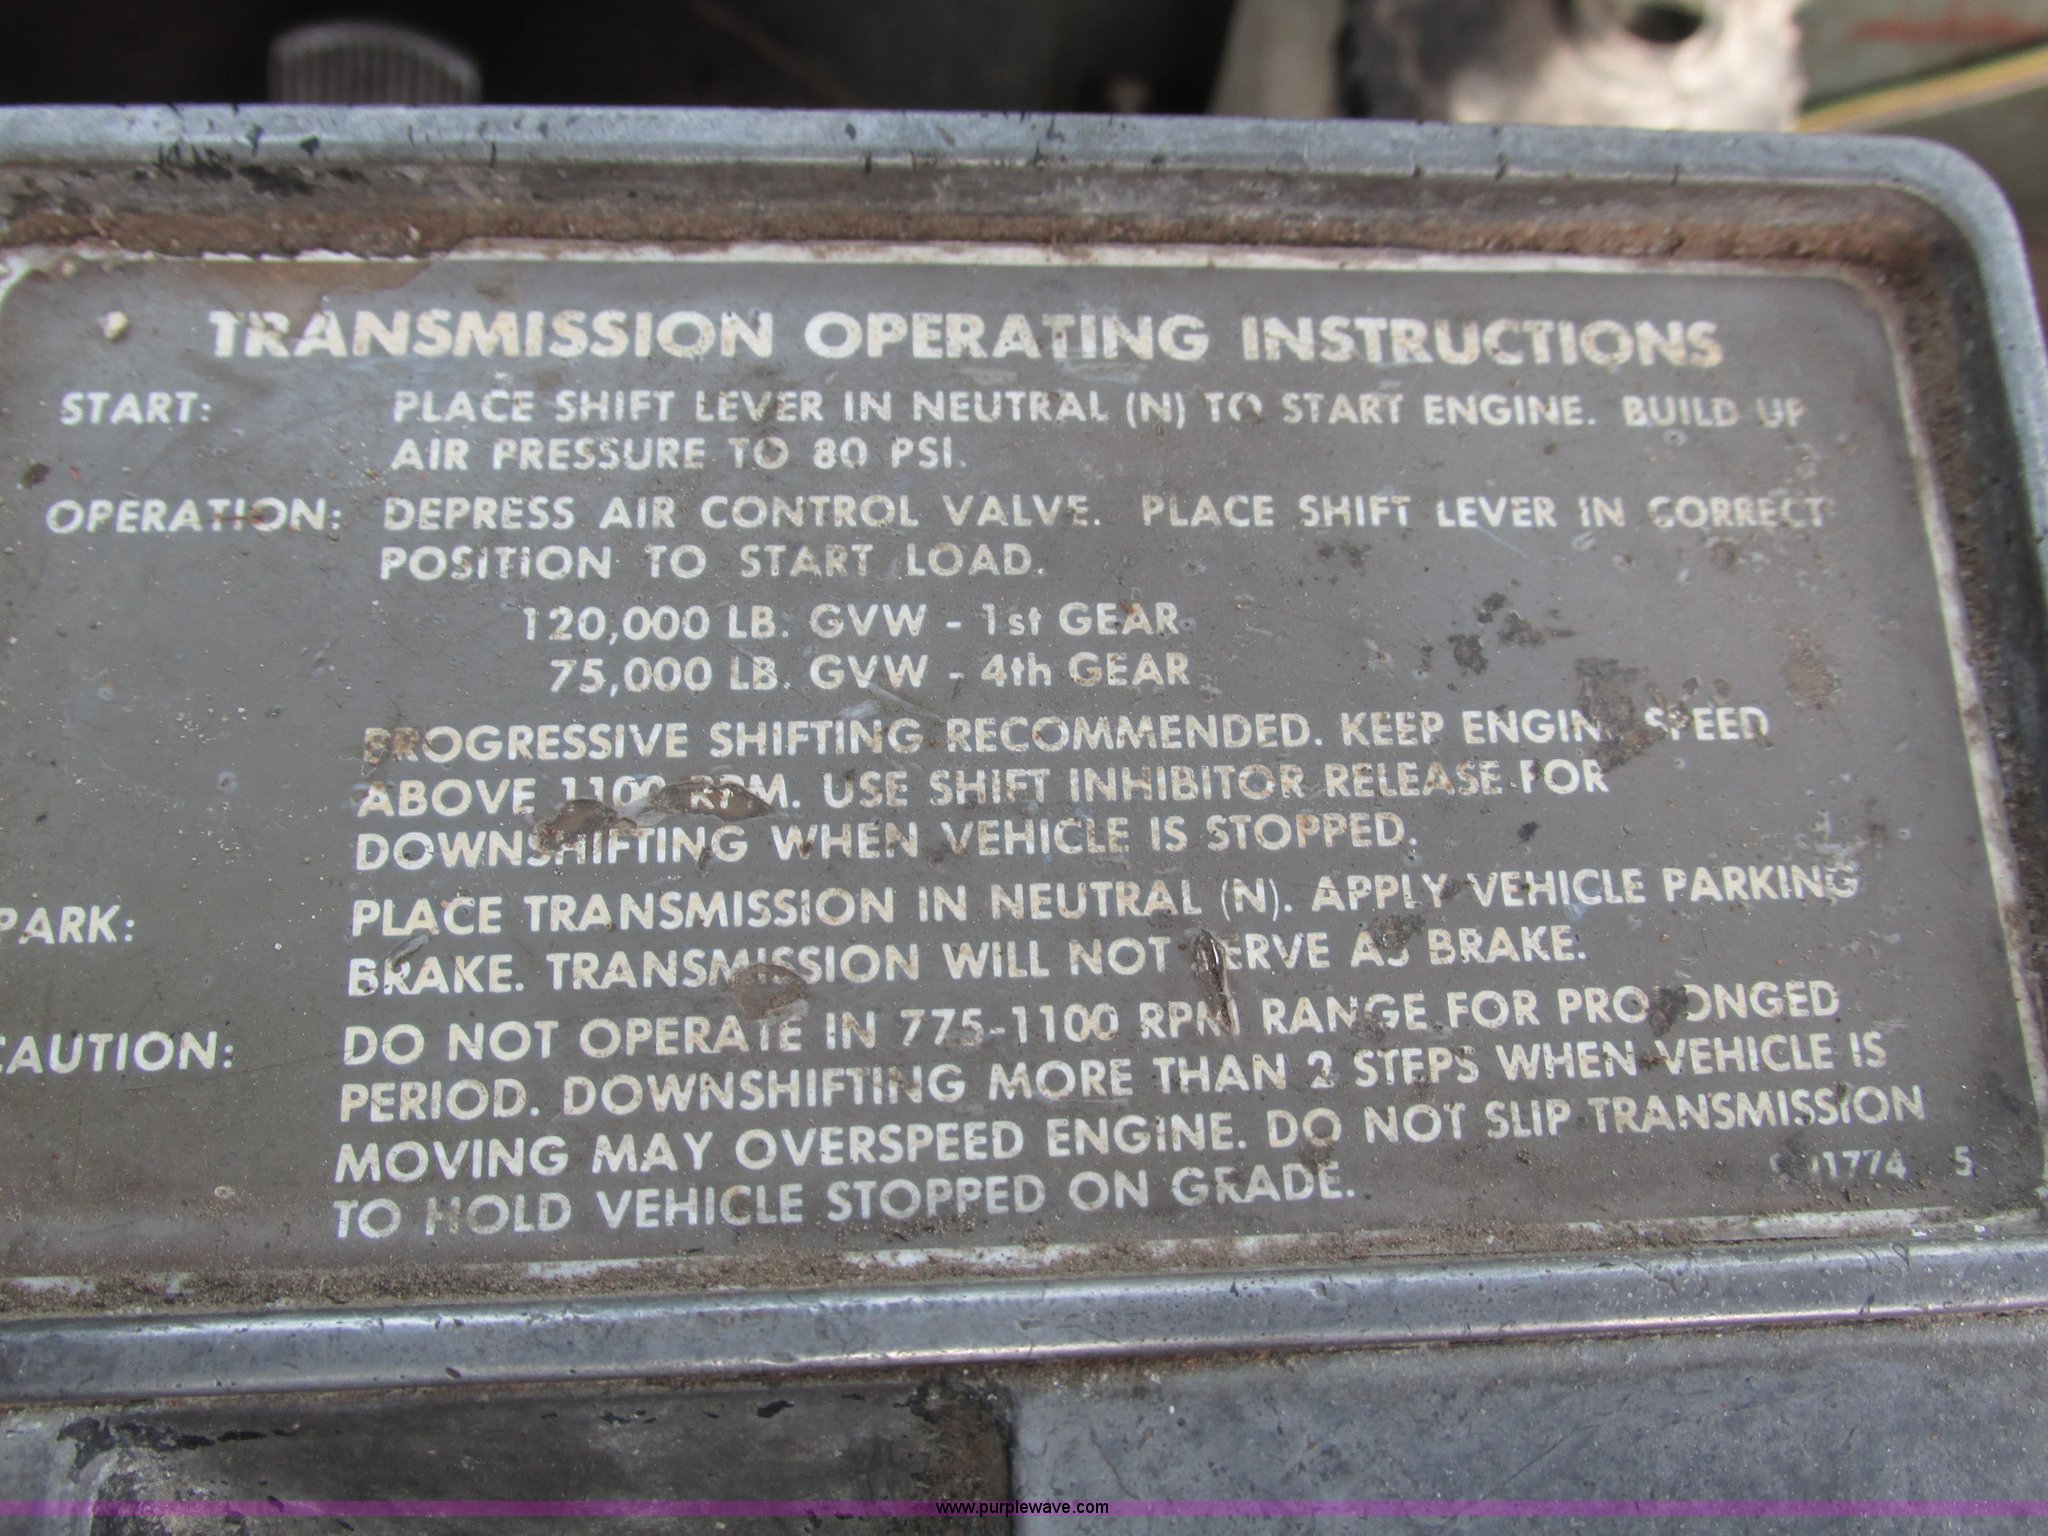 TRANSMISSION OPERATING INSTRUCTIONS
START: PLACE SHIFT LEVER IN NEUTRAL (N) TO START ENGINE. BUILD UP
AIR PRESSURE TO 80 PSI.
OPERATION: DEPRESS AIR CONTROL VALVE. PLACE SHIFT LEVER IN CORRECT
POSITION TO START LOAD.
120,000 LB. GVW - 1st GEAR
75,000 LB. GVW - 4th GEAR
PROGRESSIVE SHIFTING RECOMMENDED. KEEP ENGINE SPEED
ABOVE 1100 RPM. USE SHIFT INHIBITOR RELEASE FOR
DOWNSHIFTING WHEN VEHICLE IS STOPPED.
PARK: PLACE TRANSMISSION IN NEUTRAL (N). APPLY VEHICLE PARKING
BRAKE. TRANSMISSION WILL NOT SERVE AS BRAKE.
CAUTION: DO NOT OPERATE IN 775-1100 RPM RANGE FOR PROLONGED
PERIOD. DOWNSHIFTING MORE THAN 2 STEPS WHEN VEHICLE IS
MOVING MAY OVERSPEED ENGINE. DO NOT SLIP TRANSMISSION
TO HOLD VEHICLE STOPPED ON GRADE.
5
www.purplewave.com